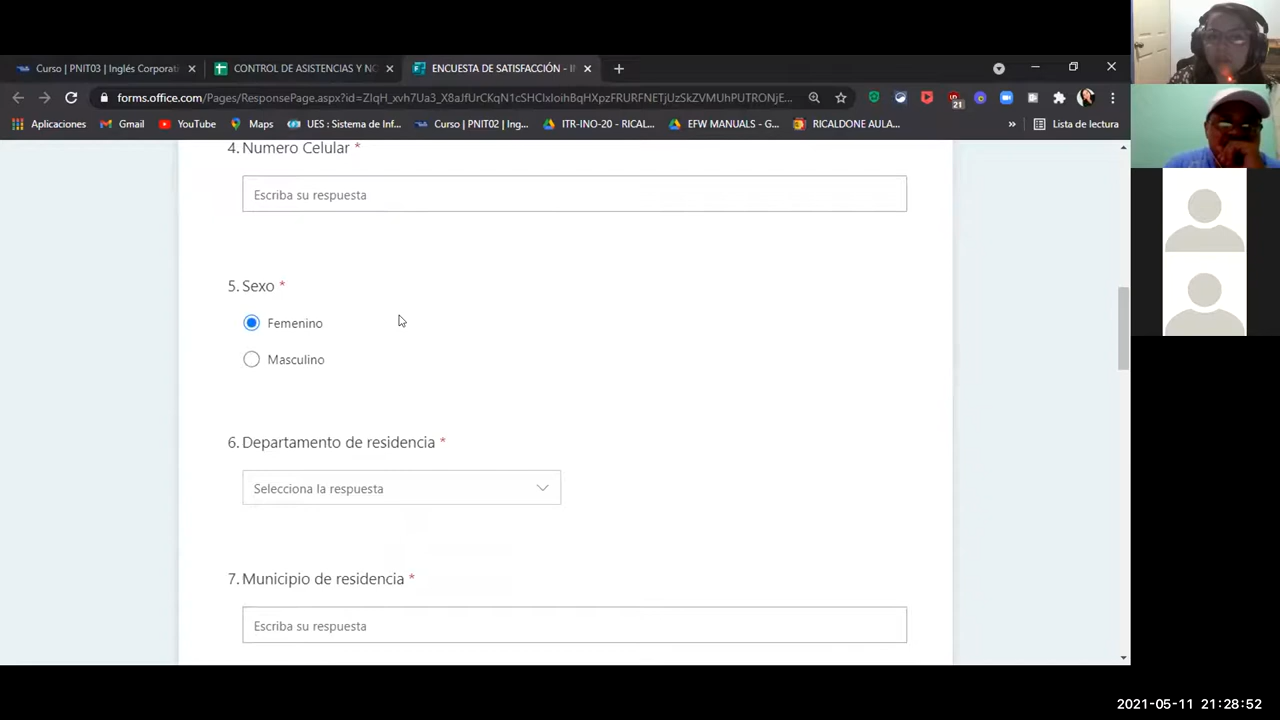 Curso | PNIT03 | Inglés Corporat
CONTROL DE ASISTENCIAS Y NO
ENCUESTA DE SATISFACCIÓN - I
forms.office.com/Pages/ResponsePage.aspx?id=
21
Aplicaciones
Gmail
YouTube
Maps
UES : Sistema de Inf...
Curso | PNIT02 | Ing...
ITR-INO-20 - RICAL...
EFW MANUALS - G...
RICALDONE AULA...
»
Lista de lectura
4. Numero Celular *
Escriba su respuesta
5. Sexo *
Femenino
Masculino
6. Departamento de residencia *
Selecciona la respuesta
7. Municipio de residencia *
Escriba su respuesta
2021-05-11 21:28:52